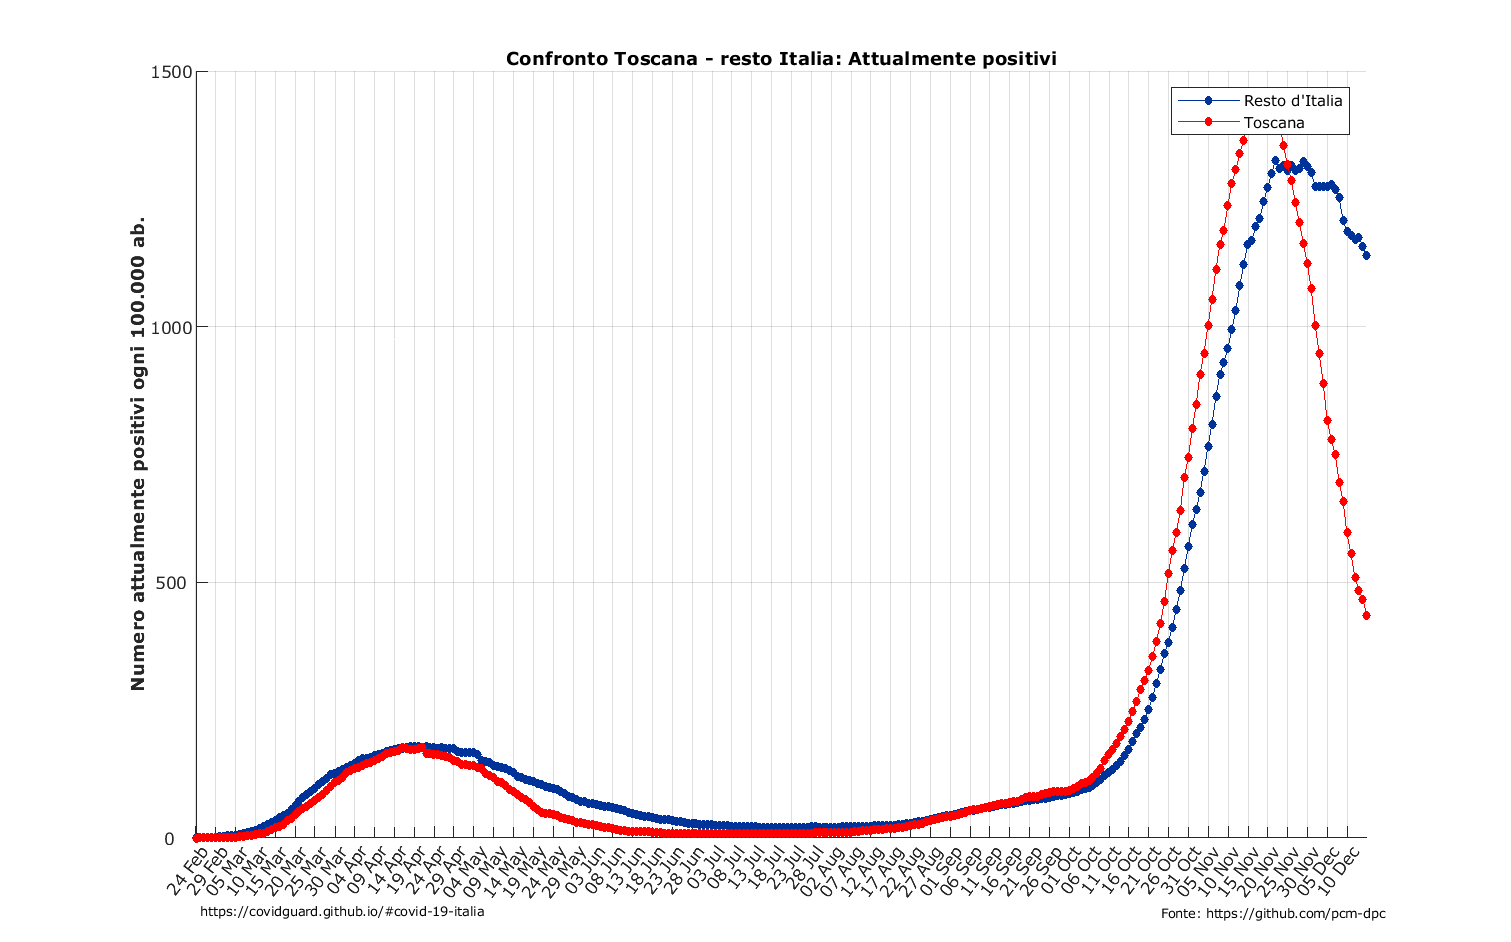 Confronto Toscana - resto Italia: Attualmente positivi
Resto d'Italia
Toscana
Numero attualmente positivi ogni 100.000 ab.
1500
1000
500
0
24 Feb
29 Feb
05 Mar
10 Mar
15 Mar
20 Mar
25 Mar
30 Mar
04 Apr
09 Apr
14 Apr
19 Apr
24 Apr
29 Apr
04 May
09 May
14 May
19 May
24 May
29 May
03 Jun
08 Jun
13 Jun
18 Jun
23 Jun
28 Jun
03 Jul
08 Jul
13 Jul
18 Jul
23 Jul
28 Jul
02 Aug
07 Aug
12 Aug
17 Aug
22 Aug
27 Aug
01 Sep
06 Sep
11 Sep
16 Sep
21 Sep
26 Sep
01 Oct
06 Oct
11 Oct
16 Oct
21 Oct
26 Oct
31 Oct
05 Nov
10 Nov
15 Nov
20 Nov
25 Nov
30 Nov
05 Dec
10 Dec
https://covidguard.github.io/#covid-19-italia
Fonte: https://github.com/pcm-dpc